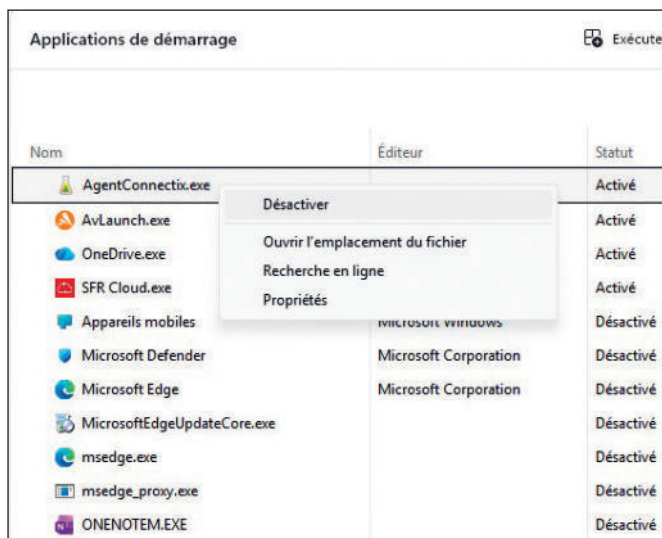 Applications de démarrage Exécute
Nom Éditeur Statut
AgentConnectix.exe Activé
Désactiver
AvLaunch.exe Activé
Ouvrir l'emplacement du fichier
OneDrive.exe Activé
Recherche en ligne
SFR Cloud.exe Activé
Propriétés
Appareils mobiles Microsoft Windows Désactivé
Microsoft Defender Microsoft Corporation Désactivé
Microsoft Edge Microsoft Corporation Désactivé
MicrosoftEdgeUpdateCore.exe Désactivé
msedge.exe Désactivé
msedge_proxy.exe Désactivé
ONENOTEM.EXE Désactivé